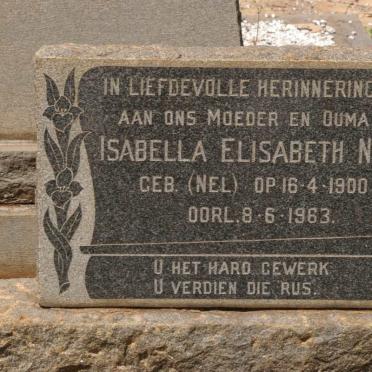 IN LIEFDEVOLLE HERINNERING
AAN ONS MOEDER EN OUMA
ISABELLA ELISABETH N
GEB. (NEL) OP 16-4-1900
OORL. 8-6-1963.
U HET HARD GEWERK
U VERDIEN DIE RUS.